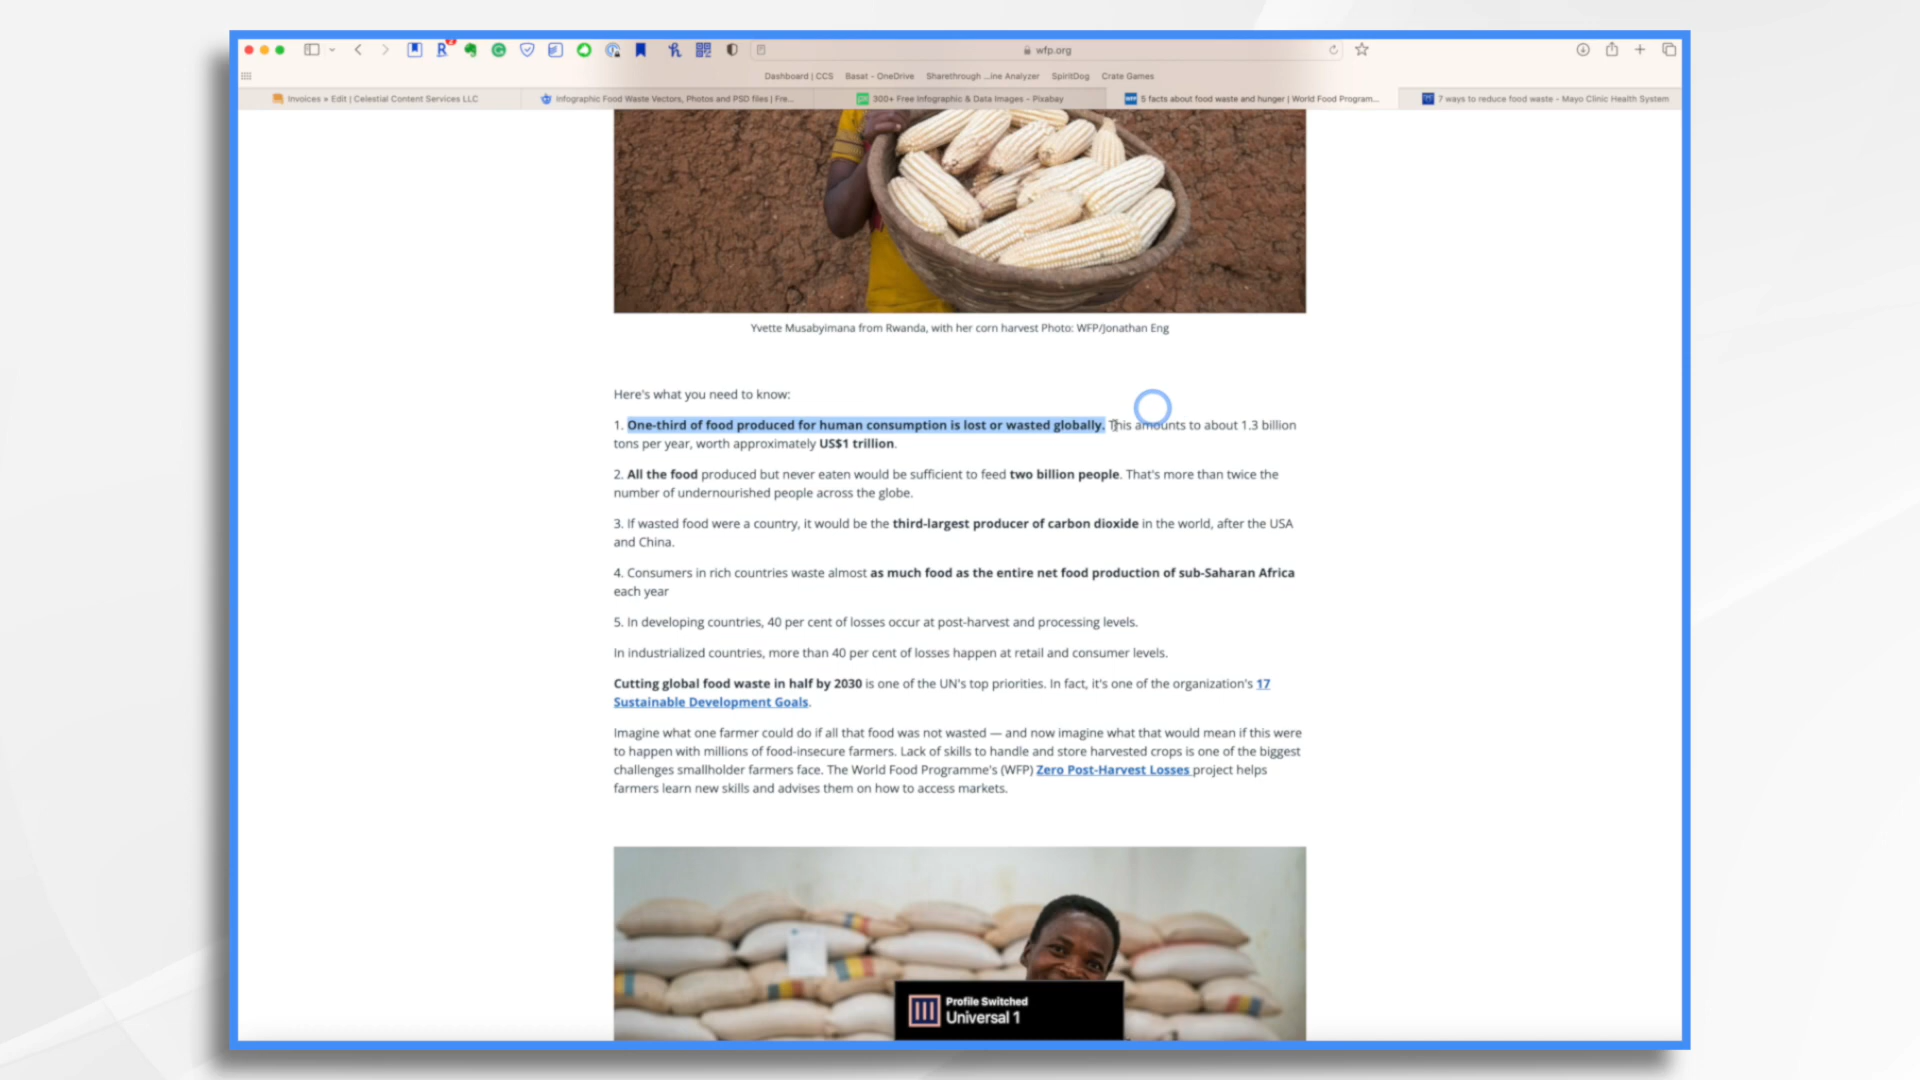 wfp.org
Dashboard | CCS Basat - OneDrive Sharethrough ...ine Analyzer SpiritDog Crate Games
Invoices » Edit | Celestial Content Services LLC Infographic Food Waste Vectors, Photos and PSD files | Fre... 300+ Free Infographic & Data Images - Pixabay 5 facts about food waste and hunger | World Food Program... 7 ways to reduce food waste - Mayo Clinic Health System
Yvette Musabyimana from Rwanda, with her corn harvest Photo: WFP/Jonathan Eng
Here's what you need to know:
1. One-third of food produced for human consumption is lost or wasted globally. This amounts to about 1.3 billion
tons per year, worth approximately US$1 trillion.
2. All the food produced but never eaten would be sufficient to feed two billion people. That's more than twice the
number of undernourished people across the globe.
3. If wasted food were a country, it would be the third-largest producer of carbon dioxide in the world, after the USA
and China.
4. Consumers in rich countries waste almost as much food as the entire net food production of sub-Saharan Africa
each year
5. In developing countries, 40 per cent of losses occur at post-harvest and processing levels.
In industrialized countries, more than 40 per cent of losses happen at retail and consumer levels.
Cutting global food waste in half by 2030 is one of the UN's top priorities. In fact, it's one of the organization's 17
Sustainable Development Goals.
Imagine what one farmer could do if all that food was not wasted — and now imagine what that would mean if this were
to happen with millions of food-insecure farmers. Lack of skills to handle and store harvested crops is one of the biggest
challenges smallholder farmers face. The World Food Programme's (WFP) Zero Post-Harvest Losses project helps
farmers learn new skills and advises them on how to access markets.
Profile Switched
Universal 1